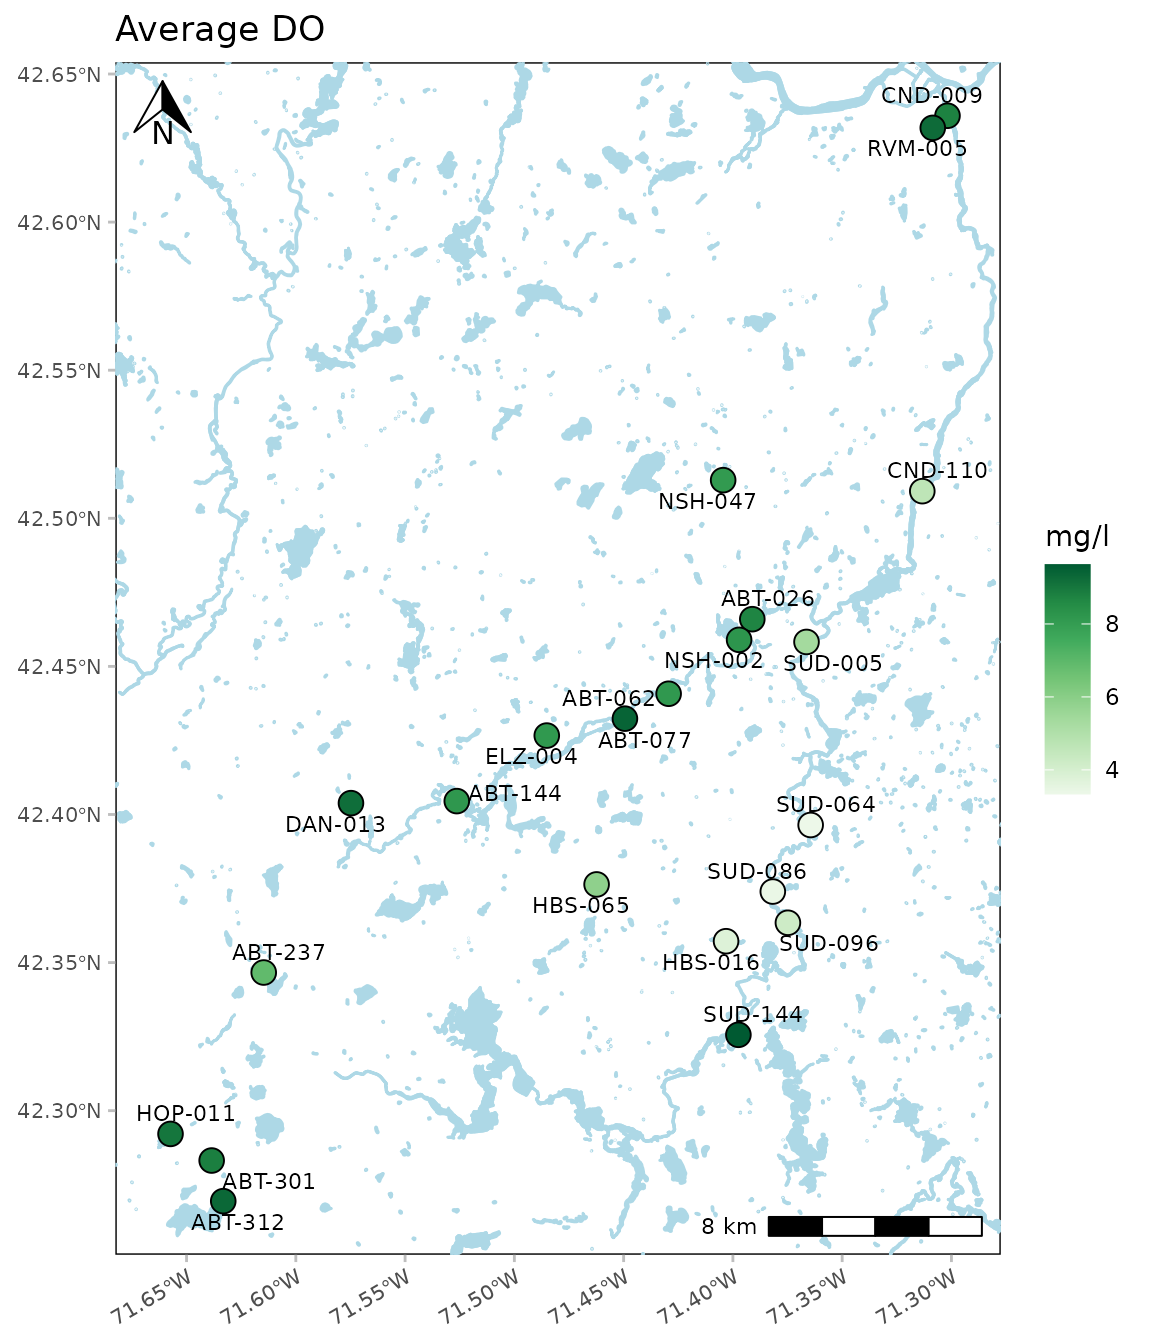 Average DO
42.65°N
42.60°N
42.55°N
42.50°N
42.45°N
42.40°N
42.35°N
42.30°N
N
CND-009
RVM-005
CND-110
NSH-047
ABT-026
NSH-002
SUD-005
ABT-062
ABT-077
ELZ-004
ABT-144
DAN-013
SUD-064
SUD-086
HBS-065
SUD-096
ABT-237
HBS-016
SUD-144
HOP-011
ABT-301
ABT-312
8 km
71.65°W
71.60°W
71.55°W
71.50°W
71.45°W
71.40°W
71.35°W
71.30°W
mg/l
8
6
4